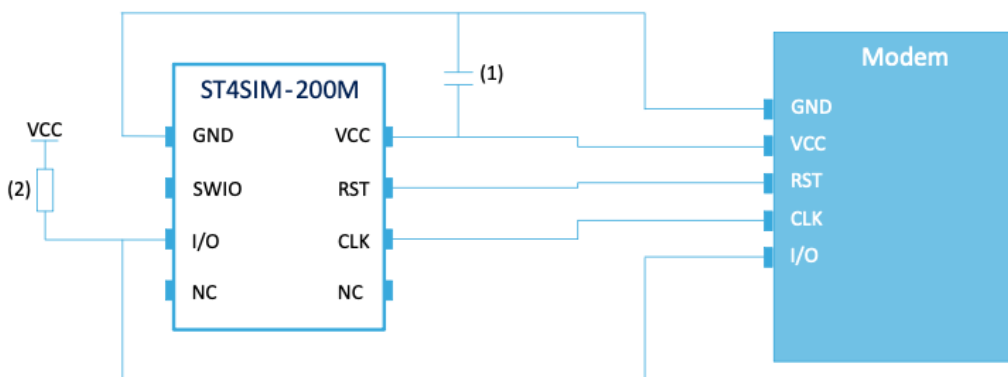 Modem
(1)
ST4SIM-200M
GND
VCC
GND
VCC
VCC
(2)
SWIO
RST
RST
I/O
CLK
CLK
I/O
NC
NC